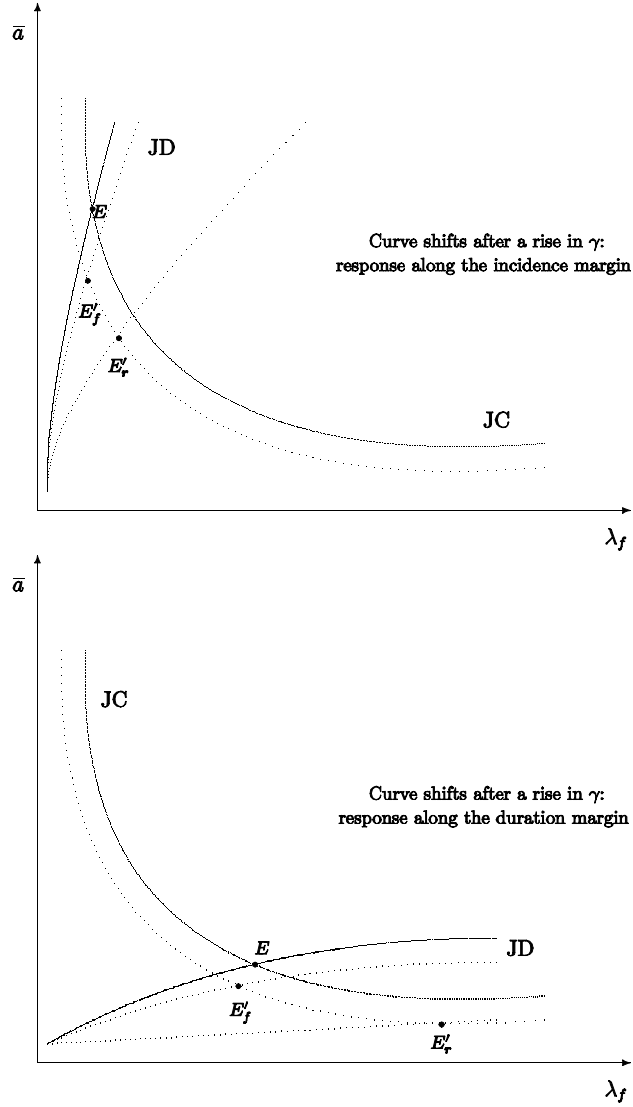 a̅
JD
E
Curve shifts after a rise in γ:
response along the incidence margin
E′f
E′r
JC
λf
a̅
JC
Curve shifts after a rise in γ:
response along the duration margin
E
JD
E′f
E′r
λf